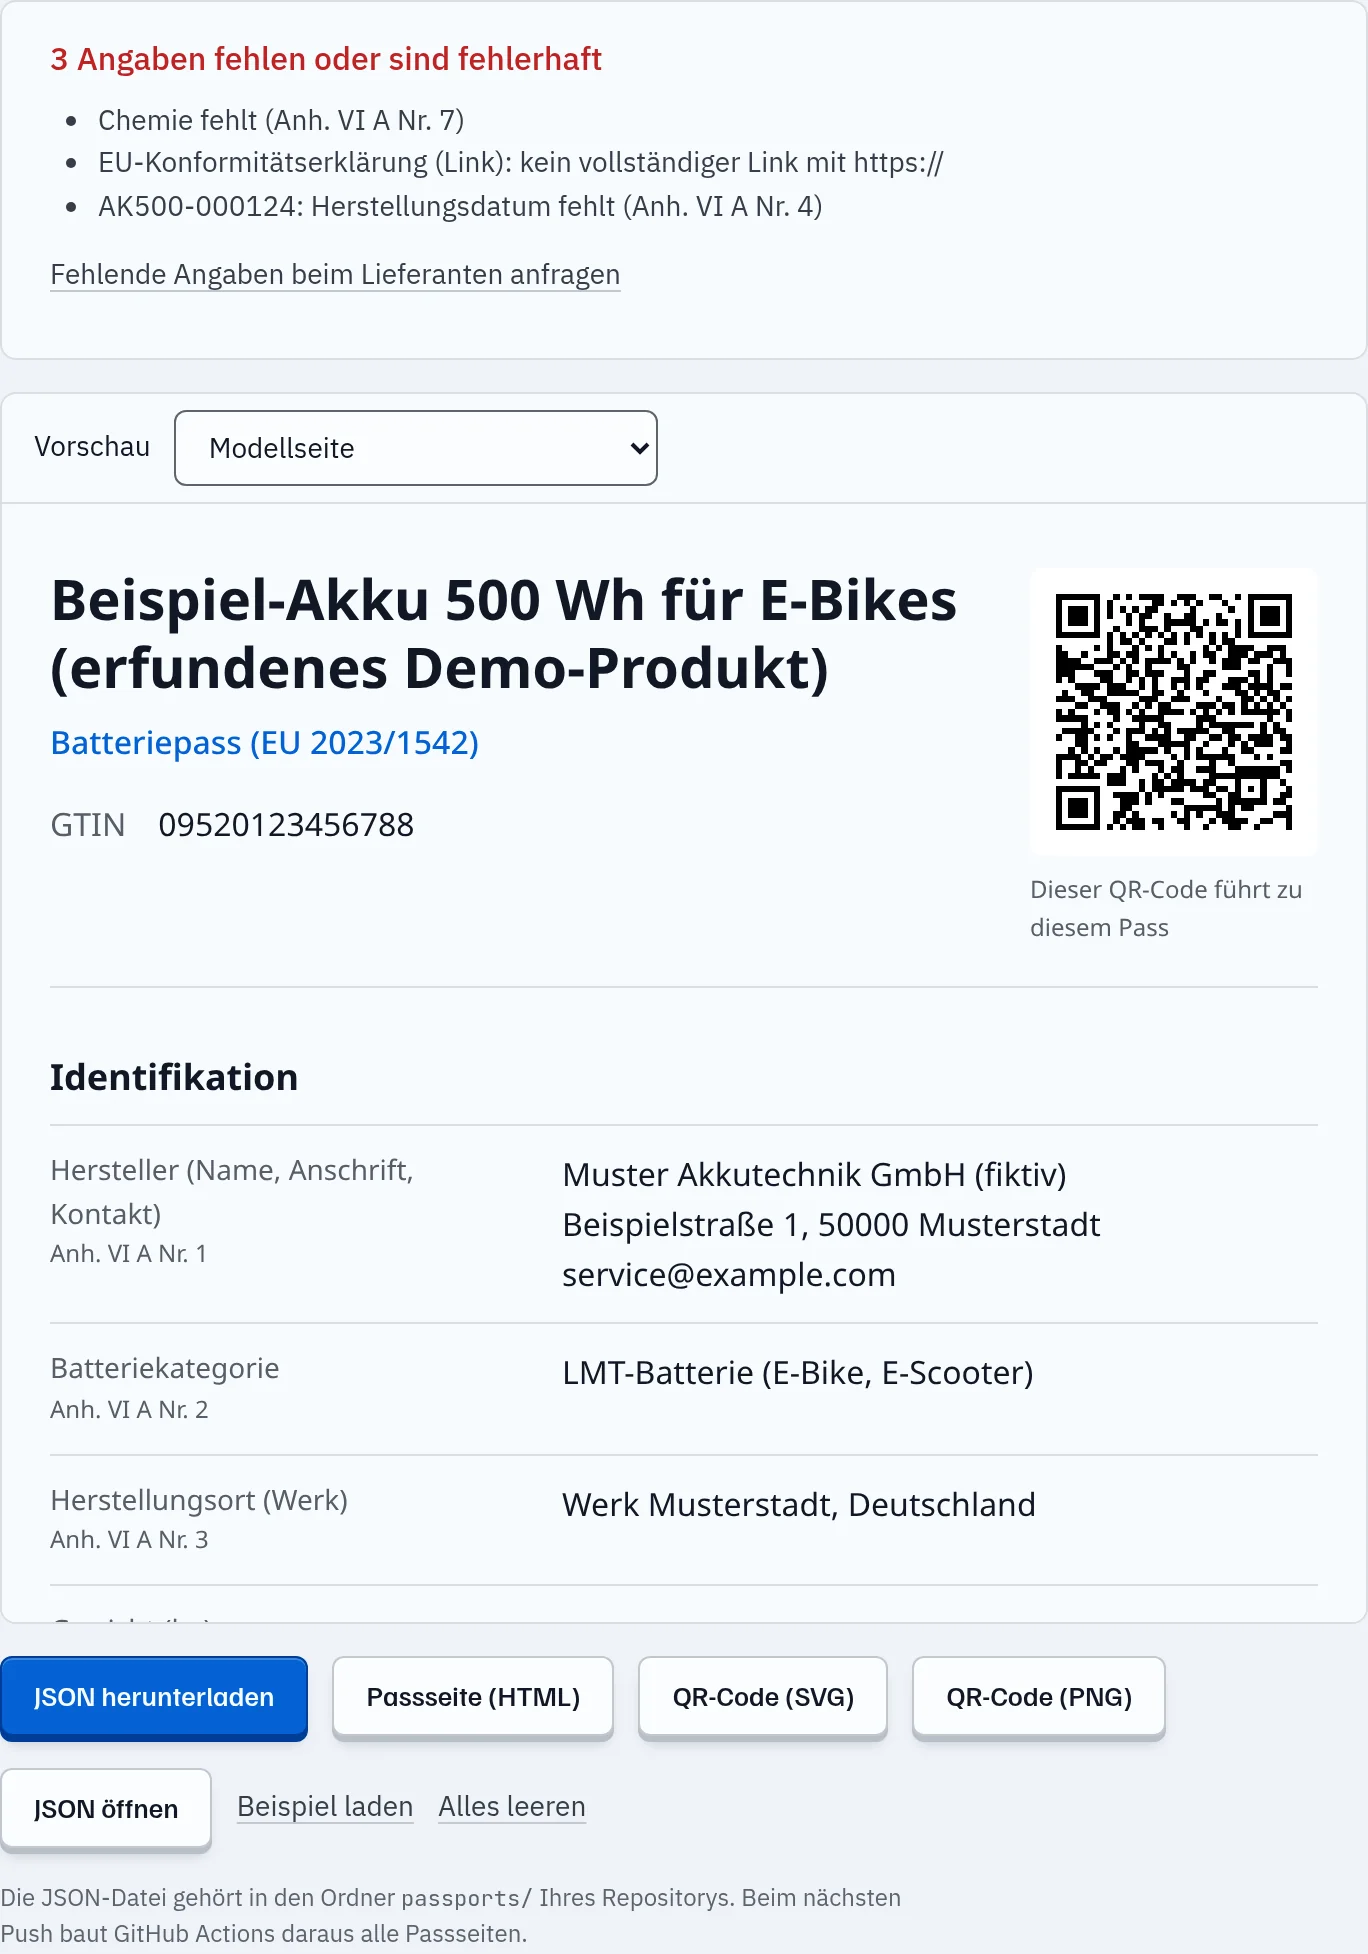 3 Angaben fehlen oder sind fehlerhaft
Chemie fehlt (Anh. VI A Nr. 7)
EU-Konformitätserklärung (Link): kein vollständiger Link mit https://
AK500-000124: Herstellungsdatum fehlt (Anh. VI A Nr. 4)
Fehlende Angaben beim Lieferanten anfragen
Vorschau
Modellseite
Beispiel-Akku 500 Wh für E-Bikes
(erfundenes Demo-Produkt)
Batteriepass (EU 2023/1542)
GTIN 09520123456788
Dieser QR-Code führt zu
diesem Pass
Identifikation
Hersteller (Name, Anschrift,
Kontakt)
Anh. VI A Nr. 1
Muster Akkutechnik GmbH (fiktiv)
Beispielstraße 1, 50000 Musterstadt
service@example.com
Batteriekategorie
Anh. VI A Nr. 2
LMT-Batterie (E-Bike, E-Scooter)
Herstellungsort (Werk)
Anh. VI A Nr. 3
Werk Musterstadt, Deutschland
JSON herunterladen
Passseite (HTML)
QR-Code (SVG)
QR-Code (PNG)
JSON öffnen
Beispiel laden
Alles leeren
Die JSON-Datei gehört in den Ordner passports/ Ihres Repositorys. Beim nächsten
Push baut GitHub Actions daraus alle Passseiten.